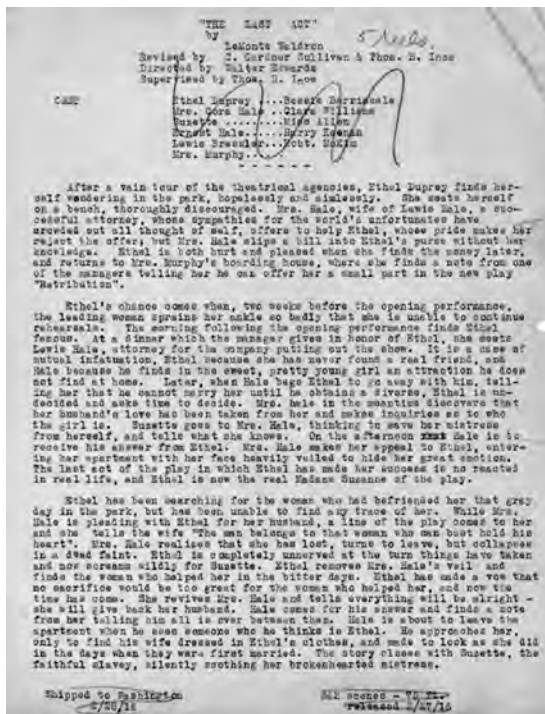 "THE LAST ACT"
by
LeMonte Waldron
5 reels.
Revised by C. Gardner Sullivan & Thos. H. Ince
Directed by Walter Edwards
Supervised by Thos. H. Ince
CAST
Ethel Duprey ....Bessie Barriscale
Mrs. Cora Hale ..Clara Williams
Suzette .........Miss Allen
Ernest Hale......Harry Keenan
Lewis Bressler...Robt. McKim
Mrs. Murphy......
- - - - - -
After a vain tour of the theatrical agencies, Ethel Duprey finds her-
self wandering in the park, hopelessly and aimlessly. She seats herself
on a bench, thoroughly discouraged. Mrs. Hale, wife of Lewis Hale, a suc-
cessful attorney, whose sympathies for the world's unfortunates have
crowded out all thought of self, offers to help Ethel, whose pride makes her
reject the offer, but Mrs. Hale slips a bill into Ethel's purse without her
knowledge. Ethel is both hurt and pleased when she finds the money later,
and returns to Mrs. Murphy's boarding house, where she finds a note from one
of the managers telling her he can offer her a small part in the new play
"Retribution".
Ethel's chance comes when, two weeks before the opening performance,
the leading woman sprains her ankle so badly that she is unable to continue
rehearsals. The morning following the opening performance finds Ethel
famous. At a dinner which the manager gives in honor of Ethel, she meets
Lewis Hale, attorney for the company putting out the show. It is a case of
mutual infatuation, Ethel because she has never found a real friend, and
Hale because he finds in the sweet, pretty young girl an attraction he does
not find at home. Later, when Hale begs Ethel to go away with him, tell-
ing her that he cannot marry her until he obtains a divorce, Ethel is un-
decided and asks time to decide. Mrs. Hale in the meantime discovers that
her husband's love has been taken from her and makes inquiries as to who
the girl is. Suzette goes to Mrs. Hale, thinking to save her mistress
from herself, and tells what she knows. On the afternoon Hale is to
receive his answer from Ethel, Mrs. Hale makes her appeal to Ethel, enter-
ing her apartment with her face heavily veiled to hide her great emotion.
The last act of the play in which Ethel has made her success is so reacted
in real life, and Ethel is now the real Madame Suzanne of the play.
Ethel has been searching for the woman who had befriended her that gray
day in the park, but has been unable to find any trace of her. While Mrs.
Hale is pleading with Ethel for her husband, a line of the play comes to her
and she tells the wife "The man belongs to that woman who can best hold his
heart". Mrs. Hale realizes that she has lost, turns to leave, but collapses
in a dead faint. Ethel is completely unnerved at the turn things have taken
and now screams wildly for Suzette. Ethel removes Mrs. Hale's veil and
finds the woman who helped her in the bitter days. Ethel has made a vow that
no sacrifice would be too great for the woman who helped her, and now the
time has come. She revives Mrs. Hale and tells everything will be alright -
she will give back her husband. Hale comes for his answer and finds a note
from her telling him all is over between them. Hale is about to leave the
apartment when he sees someone who he thinks is Ethel. He approaches her,
only to find his wife dressed in Ethel's clothes, and made to look as she did
in the days when they were first married. The story closes with Suzette, the
faithful slavey, silently soothing her brokenhearted mistress.
Shipped to Washington
scenes - 75 ft.
released